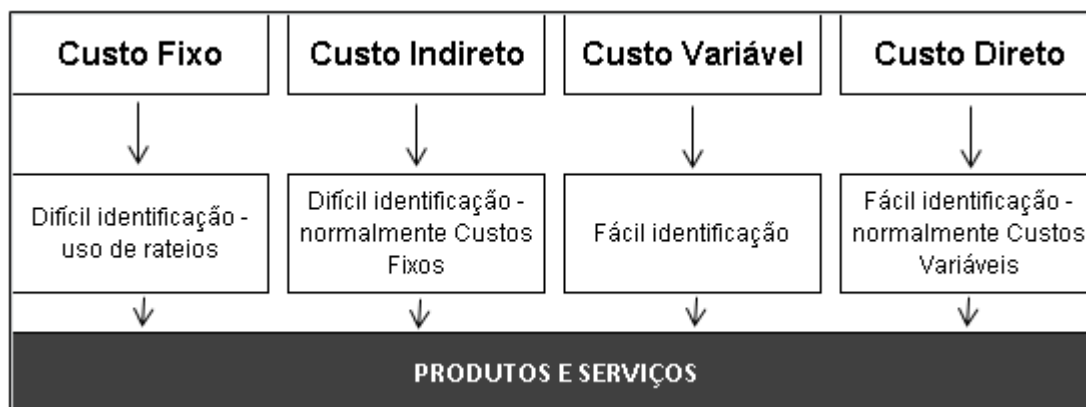 Custo Fixo
Custo Indireto
Custo Variável
Custo Direto
Difícil identificação -
uso de rateios
Difícil identificação -
normalmente Custos
Fixos
Fácil identificação
Fácil identificação -
normalmente Custos
Variáveis
PRODUTOS E SERVIÇOS